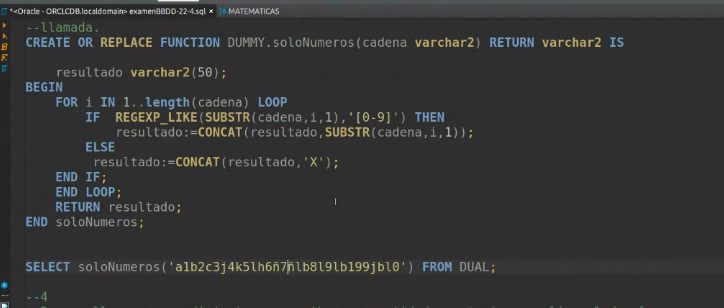 *<Oracle - ORCLCDB.localdomain> examenBBDD-22-4.sql × MATEMATICAS
--llamada.
CREATE OR REPLACE FUNCTION DUMMY.soloNumeros(cadena varchar2) RETURN varchar2 IS
resultado varchar2(50);
BEGIN
FOR i IN 1..length(cadena) LOOP
IF REGEXP_LIKE(SUBSTR(cadena,i,1),'[0-9]') THEN
resultado:=CONCAT(resultado,SUBSTR(cadena,i,1));
ELSE
resultado:=CONCAT(resultado,'X');
END IF;
END LOOP;
RETURN resultado;
END soloNumeros;
SELECT soloNumeros('a1b2c3j4k5lh6ñ7nlb8l9lb199jbl0') FROM DUAL;
--4